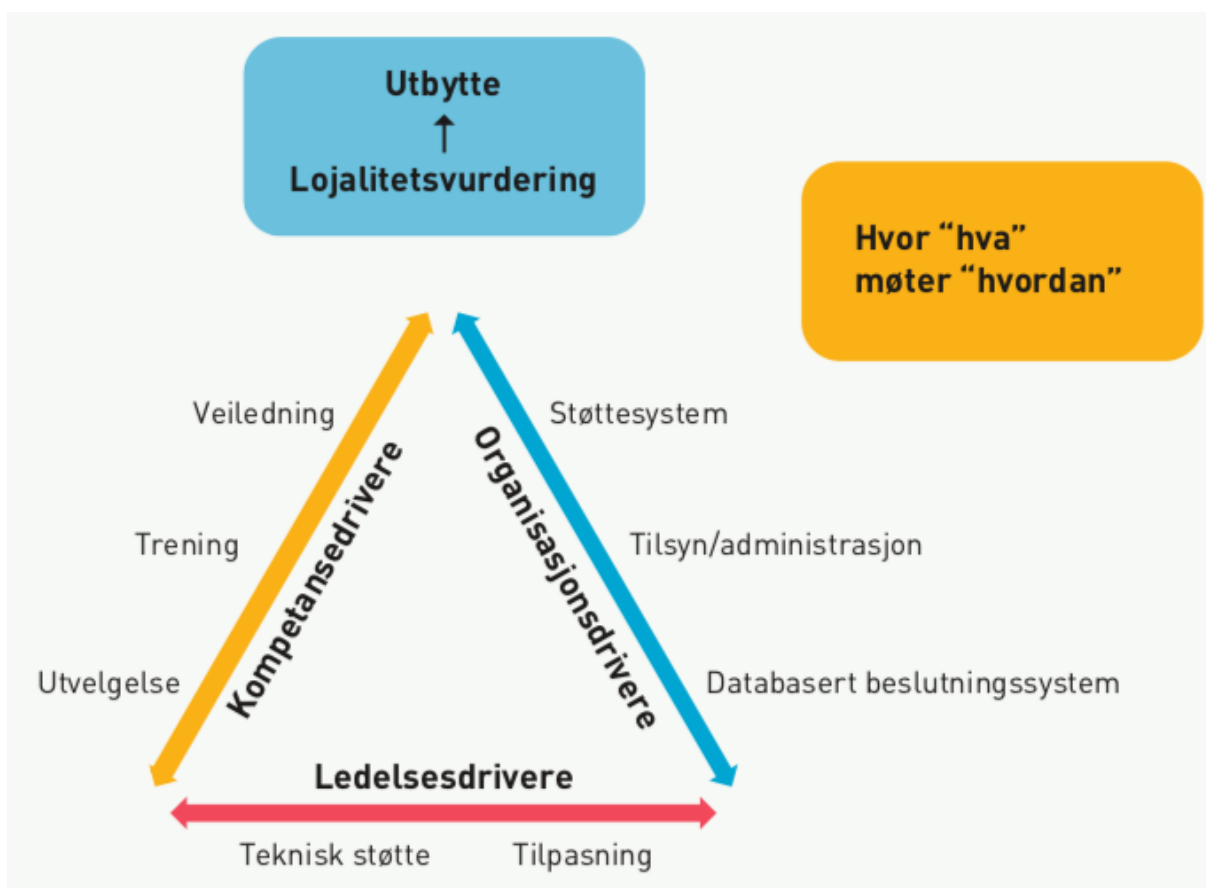 Utbytte
↑
Lojalitetsvurdering
Hvor “hva”
møter “hvordan”
Veiledning
Støttesystem
Kompetansedrivere
Organisasjonsdrivere
Trening
Tilsyn/administrasjon
Utvelgelse
Databasert beslutningssystem
Ledelsesdrivere
Teknisk støtte
Tilpasning